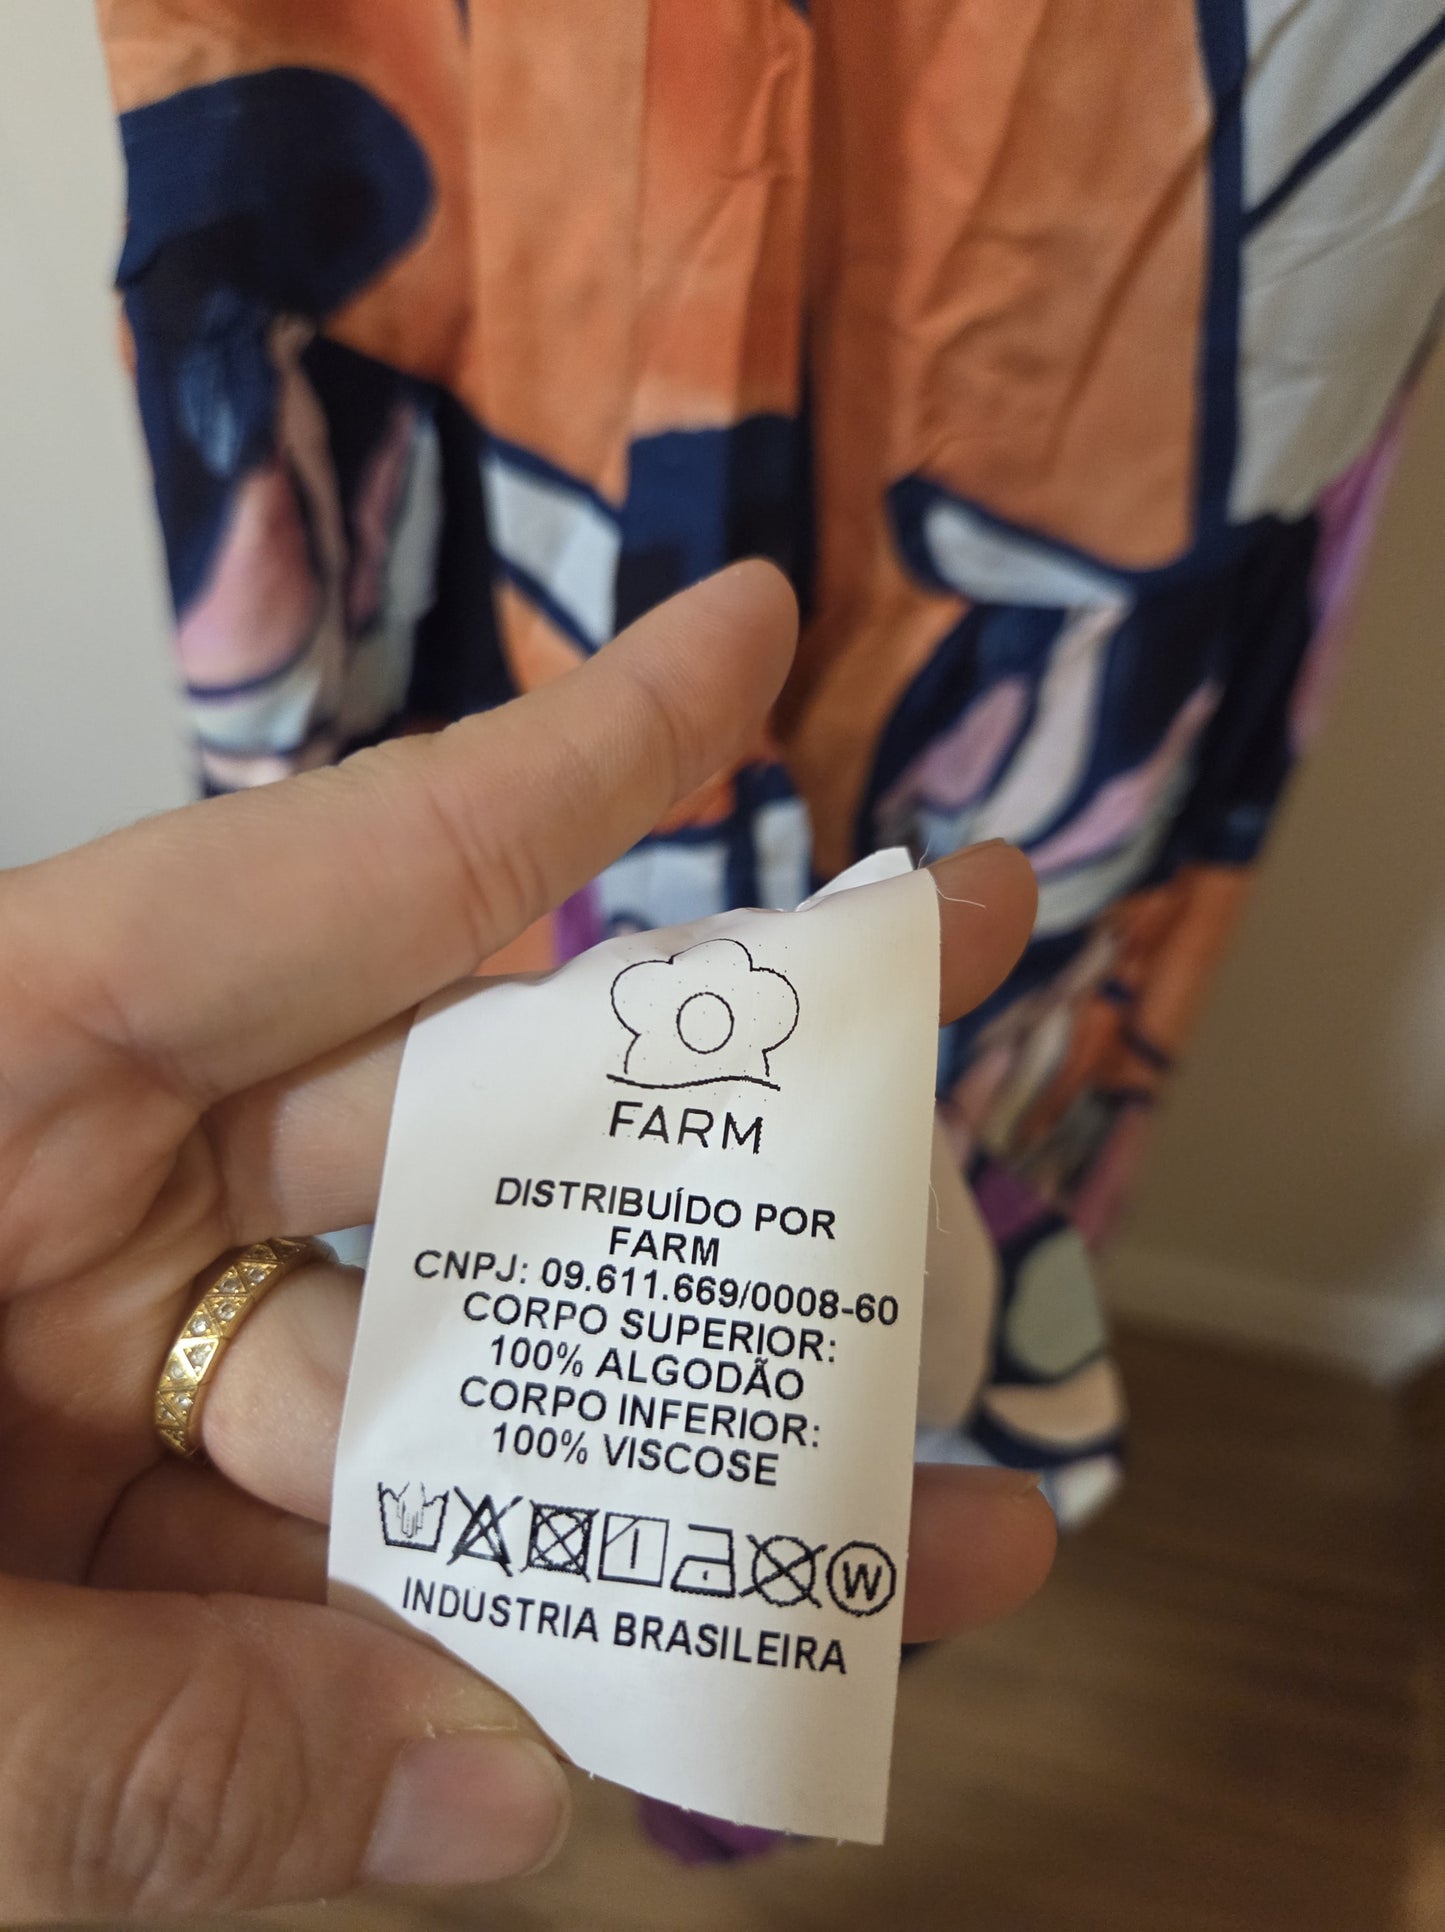 FARM
DISTRIBUÍDO POR
FARM
CNPJ: 09.611.669/0008-60
CORPO SUPERIOR:
100% ALGODÃO
CORPO INFERIOR:
100% VISCOSE
W
INDUSTRIA BRASILEIRA